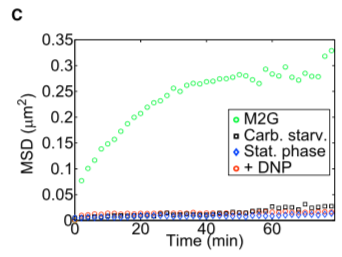 C
0.35
0.3
0.25
0.2
0.15
0.1
0.05
0
MSD (μm²)
M2G
Carb. starv.
Stat. phase
+ DNP
0 20 40 60
Time (min)